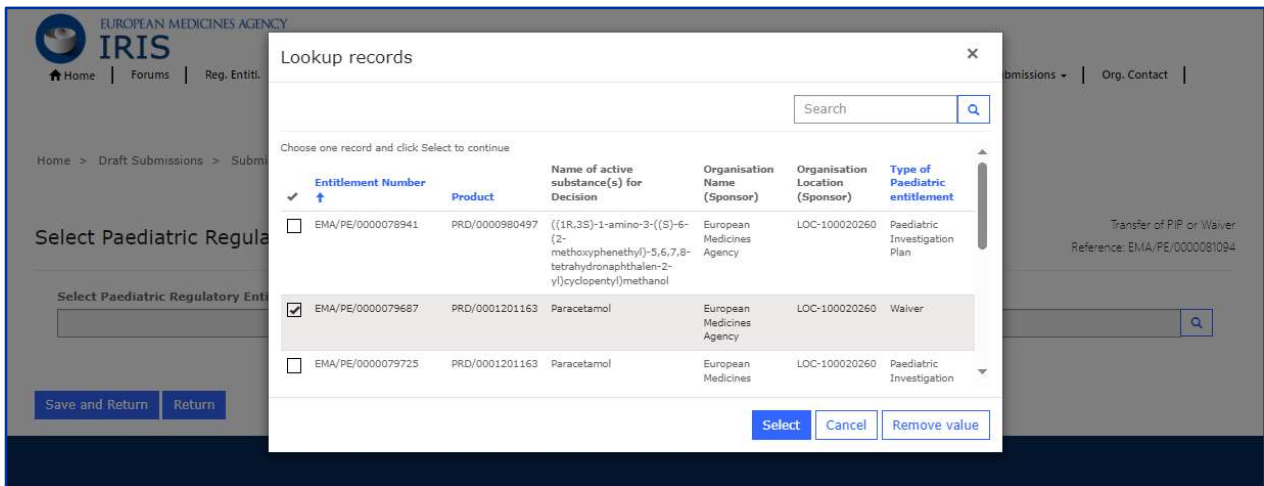 EUROPEAN MEDICINES AGENCY
IRIS
Home | Forums | Reg. Entitl.
bmissions | Org. Contact |
Home > Draft Submissions > Submi
Select Paediatric Regula
Transfer of PIP or Waiver
Reference: EMA/PE/0000081094
Select Paediatric Regulatory Enti
Save and Return Return
Lookup records ×
Search
Choose one record and click Select to continue
Entitlement Number ↑
Product
Name of active
substance(s) for
Decision
Organisation
Name
(Sponsor)
Organisation
Location
(Sponsor)
Type of
Paediatric
entitlement
EMA/PE/0000078941
PRD/0000980497
((1R,3S)-1-amino-3-((S)-6-
(2-
methoxyphenethyl)-5,6,7,8-
tetrahydronaphthalen-2-
yl)cyclopentyl)methanol
European
Medicines
Agency
LOC-100020260
Paediatric
Investigation
Plan
EMA/PE/0000079687
PRD/0001201163
Paracetamol
European
Medicines
Agency
LOC-100020260
Waiver
EMA/PE/0000079725
PRD/0001201163
Paracetamol
European
Medicines
LOC-100020260
Paediatric
Investigation
Select Cancel Remove value